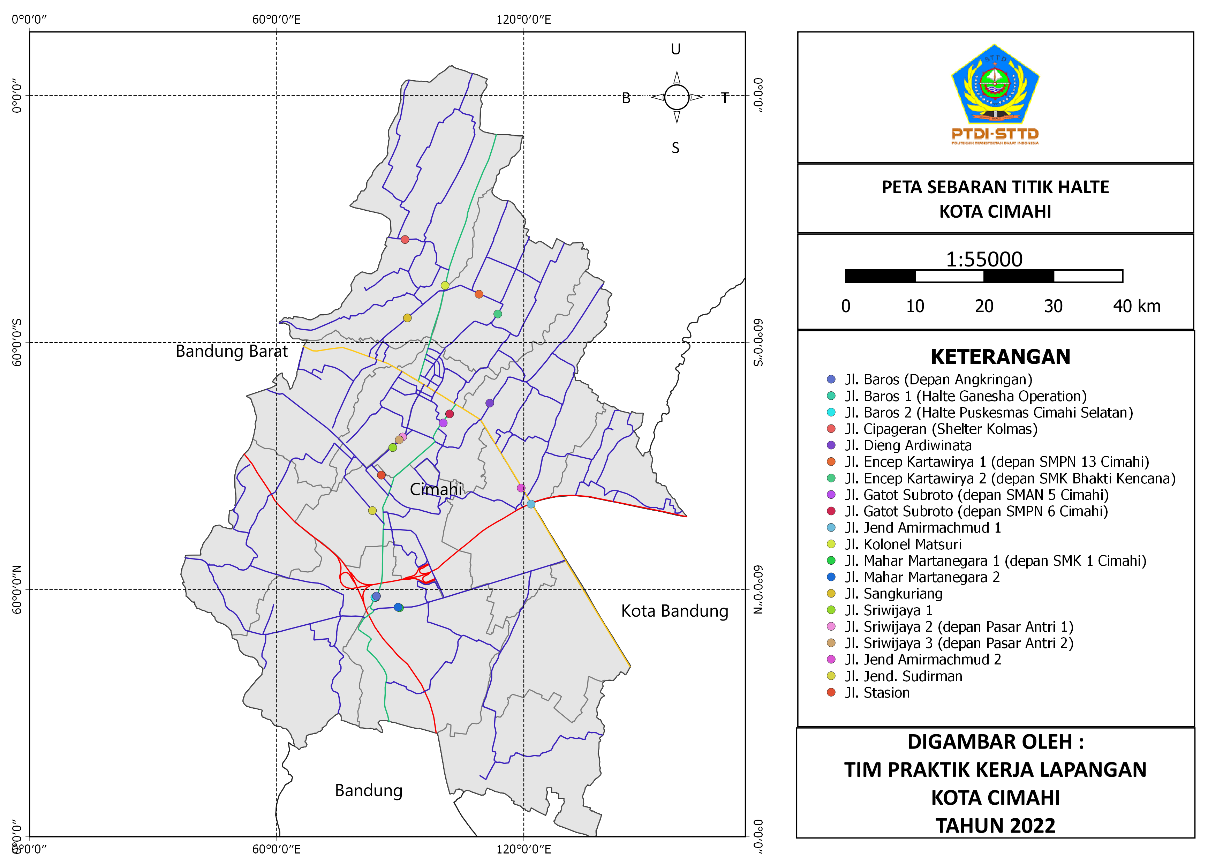 0°0'0"
60°0'0"E
120°0'0"E
U
B
T
S
0°0'0"
0°0'0"
60°0'0"S
60°0'0"S
60°0'0"N
60°0'0"N
0°0'0"
0°0'0"
60°0'0"E
120°0'0"E
Bandung Barat
Cimahi
Kota Bandung
Bandung
STTD
PTDI-STTD
POLITEKNIK TRANSPORTASI DARAT INDONESIA
PETA SEBARAN TITIK HALTE
KOTA CIMAHI
1:55000
0 10 20 30 40 km
KETERANGAN
Jl. Baros (Depan Angkringan)
Jl. Baros 1 (Halte Ganesha Operation)
Jl. Baros 2 (Halte Puskesmas Cimahi Selatan)
Jl. Cipageran (Shelter Kolmas)
Jl. Dieng Ardiwinata
Jl. Encep Kartawirya 1 (depan SMPN 13 Cimahi)
Jl. Encep Kartawirya 2 (depan SMK Bhakti Kencana)
Jl. Gatot Subroto (depan SMAN 5 Cimahi)
Jl. Gatot Subroto (depan SMPN 6 Cimahi)
Jl. Jend Amirmachmud 1
Jl. Kolonel Matsuri
Jl. Mahar Martanegara 1 (depan SMK 1 Cimahi)
Jl. Mahar Martanegara 2
Jl. Sangkuriang
Jl. Sriwijaya 1
Jl. Sriwijaya 2 (depan Pasar Antri 1)
Jl. Sriwijaya 3 (depan Pasar Antri 2)
Jl. Jend Amirmachmud 2
Jl. Jend. Sudirman
Jl. Stasion
DIGAMBAR OLEH :
TIM PRAKTIK KERJA LAPANGAN
KOTA CIMAHI
TAHUN 2022